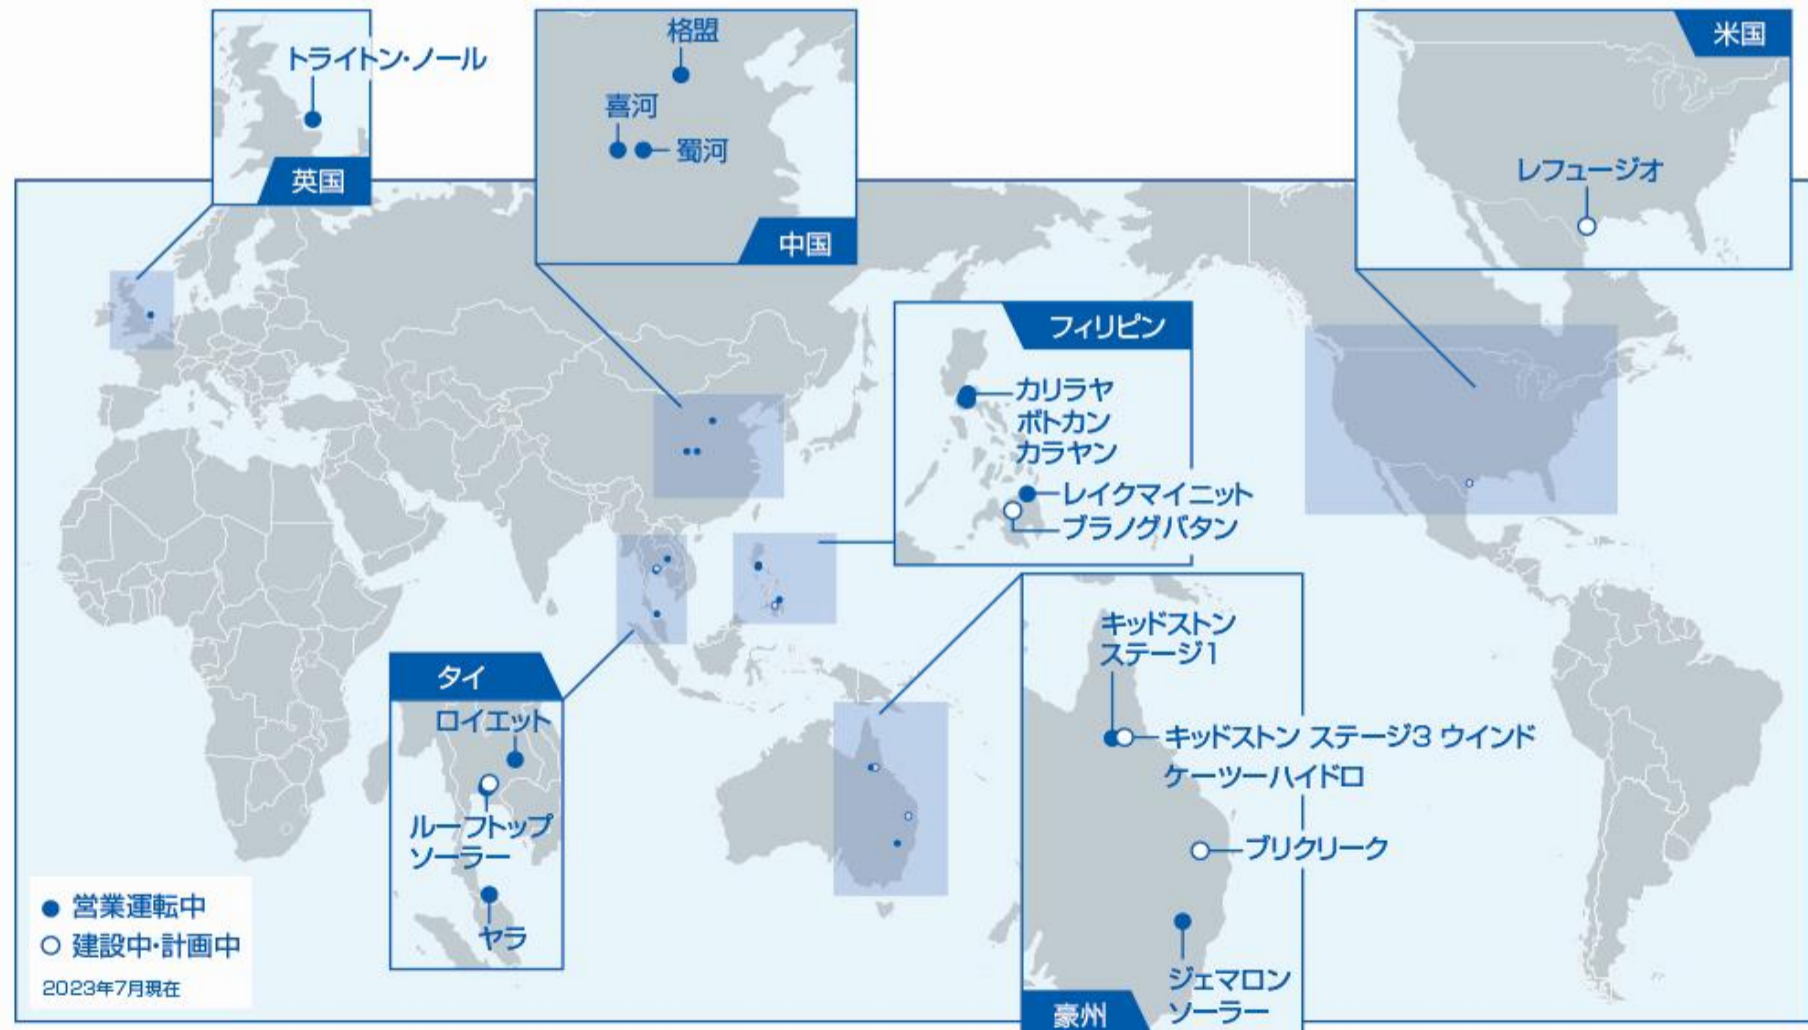 トライトン・ノール
英国
格盟
喜河
蜀河
中国
米国
レフュージオ
フィリピン
カリラヤ
ボトカン
カラヤン
レイクマイニット
ブラノグバタン
タイ
ロイエット
ルーフトップ
ソーラー
ヤラ
キッドストン
ステージ1
キッドストン ステージ3 ウインド
ケーツーハイドロ
ブリクリーク
ジェマロン
ソーラー
豪州
営業運転中
建設中・計画中
2023年7月現在